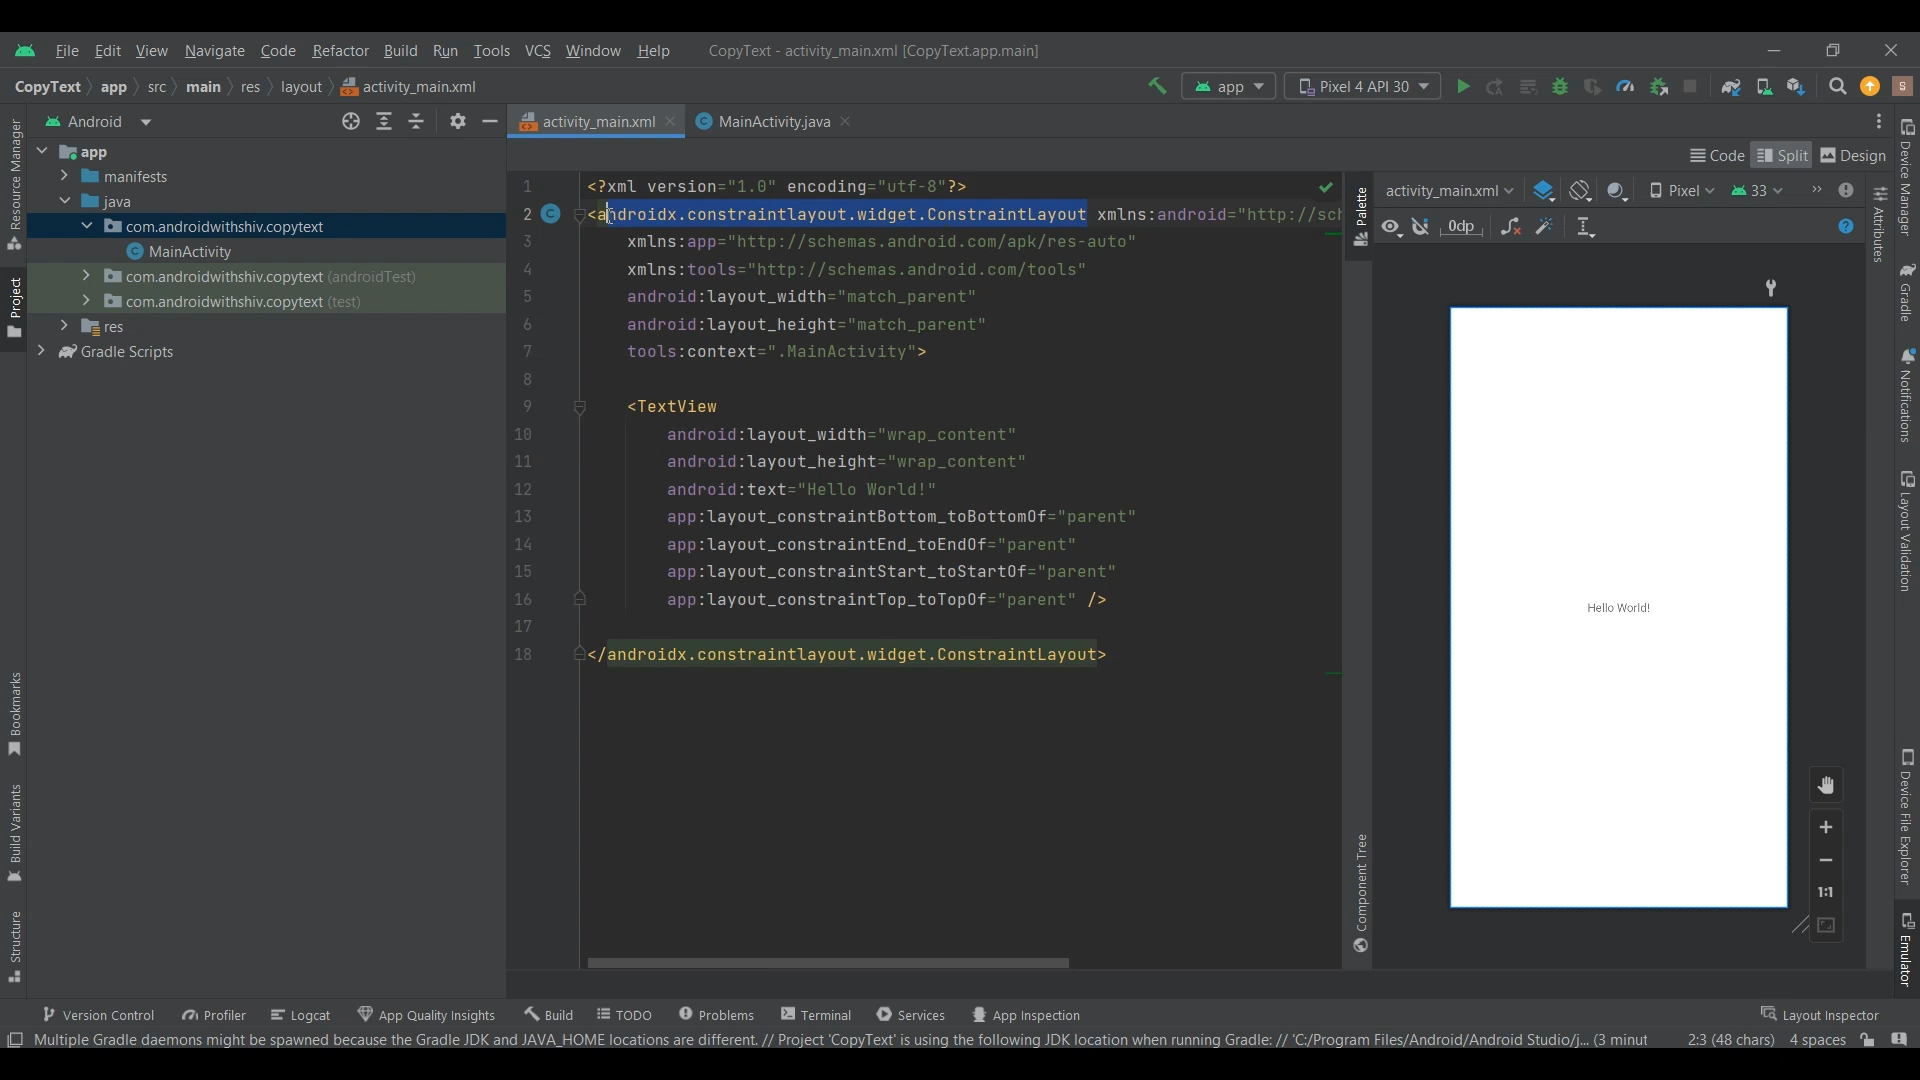 File Edit View Navigate Code Refactor Build Run Tools VCS Window Help CopyText - activity_main.xml [CopyText.app.main]
CopyText app src main res layout activity_main.xml app Pixel 4 API 30 S
Android activity_main.xml MainActivity.java
Code Split Design
app
manifests
java
com.androidwithshiv.copytext
MainActivity
com.androidwithshiv.copytext (androidTest)
com.androidwithshiv.copytext (test)
res
Gradle Scripts
Resource Manager
Project
Bookmarks
Build Variants
Structure
1 <?xml version="1.0" encoding="utf-8"?>
2 <androidx.constraintlayout.widget.ConstraintLayout xmlns:android="http://sch
3 xmlns:app="http://schemas.android.com/apk/res-auto"
4 xmlns:tools="http://schemas.android.com/tools"
5 android:layout_width="match_parent"
6 android:layout_height="match_parent"
7 tools:context=".MainActivity">
8
9 <TextView
10 android:layout_width="wrap_content"
11 android:layout_height="wrap_content"
12 android:text="Hello World!"
13 app:layout_constraintBottom_toBottomOf="parent"
14 app:layout_constraintEnd_toEndOf="parent"
15 app:layout_constraintStart_toStartOf="parent"
16 app:layout_constraintTop_toTopOf="parent" />
17
18 </androidx.constraintlayout.widget.ConstraintLayout>
Palette
Component Tree
activity_main.xml Pixel 33
0dp
Hello World!
1:1
Attributes
Device Manager
Gradle
Notifications
Layout Validation
Device File Explorer
Emulator
Version Control Profiler Logcat App Quality Insights Build TODO Problems Terminal Services App Inspection Layout Inspector
Multiple Gradle daemons might be spawned because the Gradle JDK and JAVA_HOME locations are different. // Project 'CopyText' is using the following JDK location when running Gradle: // 'C:/Program Files/Android/Android Studio/j... (3 minut 2:3 (48 chars) 4 spaces